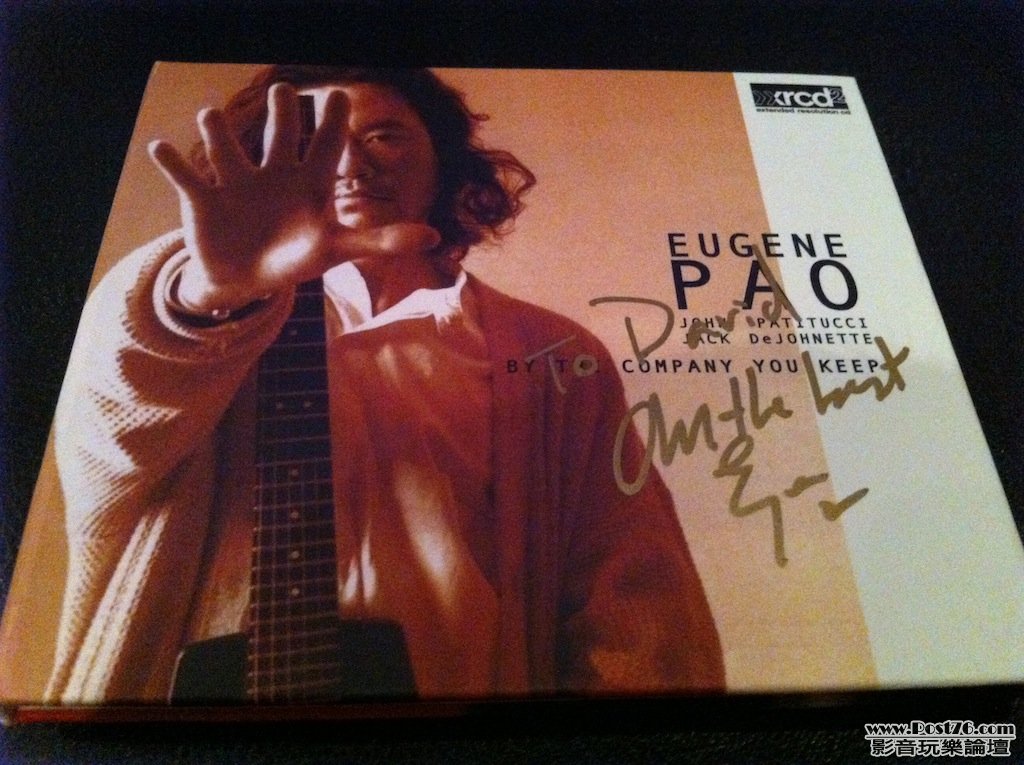 xrcd2
extended resolution cd
EUGENE
PAO
JOHN PATITUCCI
JACK DeJOHNETTE
BY THE COMPANY YOU KEEP
To David
All the best
www.Post76.com
影音玩樂論壇